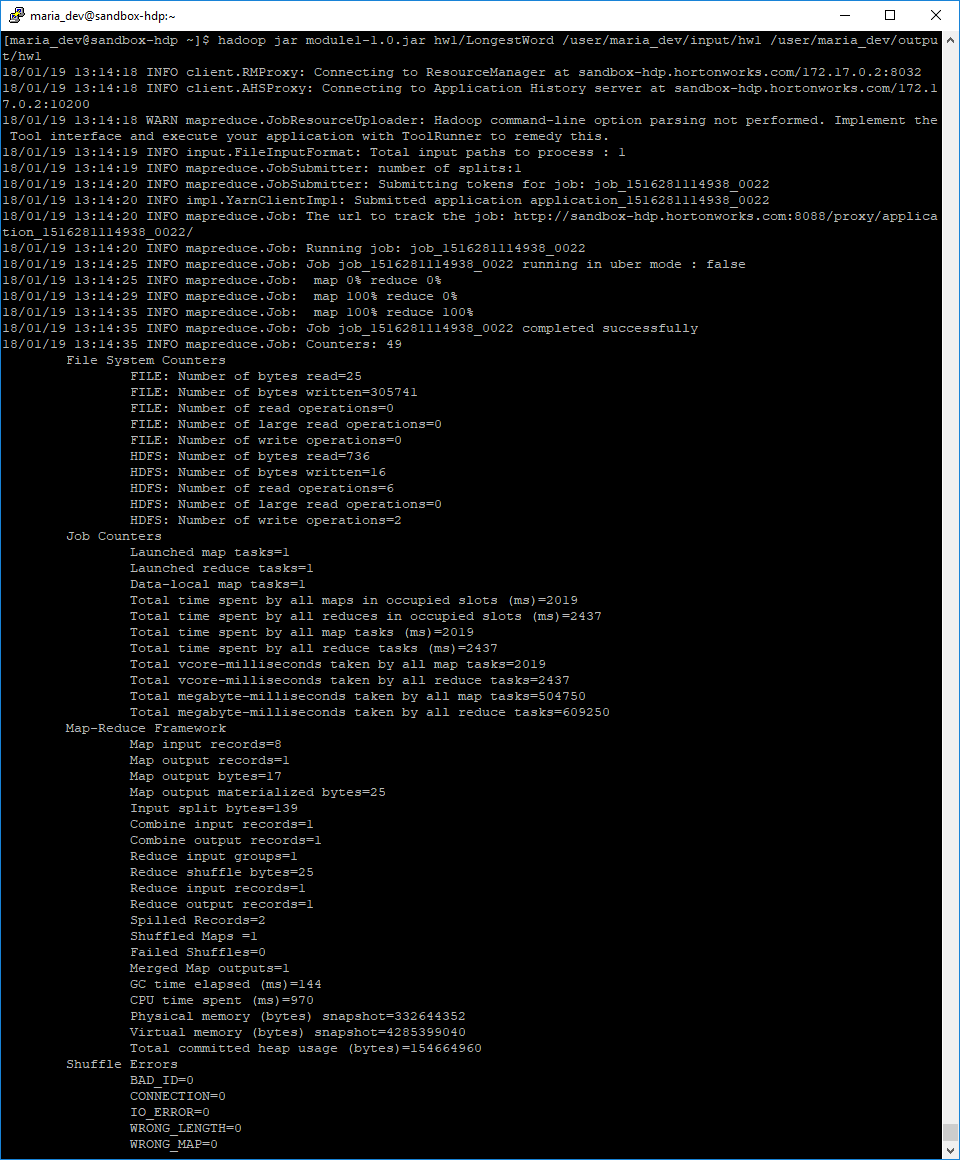 maria_dev@sandbox-hdp:~
[maria_dev@sandbox-hdp ~]$ hadoop jar module1-1.0.jar hw1/LongestWord /user/maria_dev/input/hw1 /user/maria_dev/outpu
t/hw1
18/01/19 13:14:18 INFO client.RMProxy: Connecting to ResourceManager at sandbox-hdp.hortonworks.com/172.17.0.2:8032
18/01/19 13:14:18 INFO client.AHSProxy: Connecting to Application History server at sandbox-hdp.hortonworks.com/172.1
7.0.2:10200
18/01/19 13:14:18 WARN mapreduce.JobResourceUploader: Hadoop command-line option parsing not performed. Implement the
 Tool interface and execute your application with ToolRunner to remedy this.
18/01/19 13:14:19 INFO input.FileInputFormat: Total input paths to process : 1
18/01/19 13:14:19 INFO mapreduce.JobSubmitter: number of splits:1
18/01/19 13:14:20 INFO mapreduce.JobSubmitter: Submitting tokens for job: job_1516281114938_0022
18/01/19 13:14:20 INFO impl.YarnClientImpl: Submitted application application_1516281114938_0022
18/01/19 13:14:20 INFO mapreduce.Job: The url to track the job: http://sandbox-hdp.hortonworks.com:8088/proxy/applica
tion_1516281114938_0022/
18/01/19 13:14:20 INFO mapreduce.Job: Running job: job_1516281114938_0022
18/01/19 13:14:25 INFO mapreduce.Job: Job job_1516281114938_0022 running in uber mode : false
18/01/19 13:14:25 INFO mapreduce.Job:  map 0% reduce 0%
18/01/19 13:14:29 INFO mapreduce.Job:  map 100% reduce 0%
18/01/19 13:14:35 INFO mapreduce.Job:  map 100% reduce 100%
18/01/19 13:14:35 INFO mapreduce.Job: Job job_1516281114938_0022 completed successfully
18/01/19 13:14:35 INFO mapreduce.Job: Counters: 49
File System Counters
FILE: Number of bytes read=25
FILE: Number of bytes written=305741
FILE: Number of read operations=0
FILE: Number of large read operations=0
FILE: Number of write operations=0
HDFS: Number of bytes read=736
HDFS: Number of bytes written=16
HDFS: Number of read operations=6
HDFS: Number of large read operations=0
HDFS: Number of write operations=2
Job Counters
Launched map tasks=1
Launched reduce tasks=1
Data-local map tasks=1
Total time spent by all maps in occupied slots (ms)=2019
Total time spent by all reduces in occupied slots (ms)=2437
Total time spent by all map tasks (ms)=2019
Total time spent by all reduce tasks (ms)=2437
Total vcore-milliseconds taken by all map tasks=2019
Total vcore-milliseconds taken by all reduce tasks=2437
Total megabyte-milliseconds taken by all map tasks=504750
Total megabyte-milliseconds taken by all reduce tasks=609250
Map-Reduce Framework
Map input records=8
Map output records=1
Map output bytes=17
Map output materialized bytes=25
Input split bytes=139
Combine input records=1
Combine output records=1
Reduce input groups=1
Reduce shuffle bytes=25
Reduce input records=1
Reduce output records=1
Spilled Records=2
Shuffled Maps =1
Failed Shuffles=0
Merged Map outputs=1
GC time elapsed (ms)=144
CPU time spent (ms)=970
Physical memory (bytes) snapshot=332644352
Virtual memory (bytes) snapshot=4285399040
Total committed heap usage (bytes)=154664960
Shuffle Errors
BAD_ID=0
CONNECTION=0
IO_ERROR=0
WRONG_LENGTH=0
WRONG_MAP=0